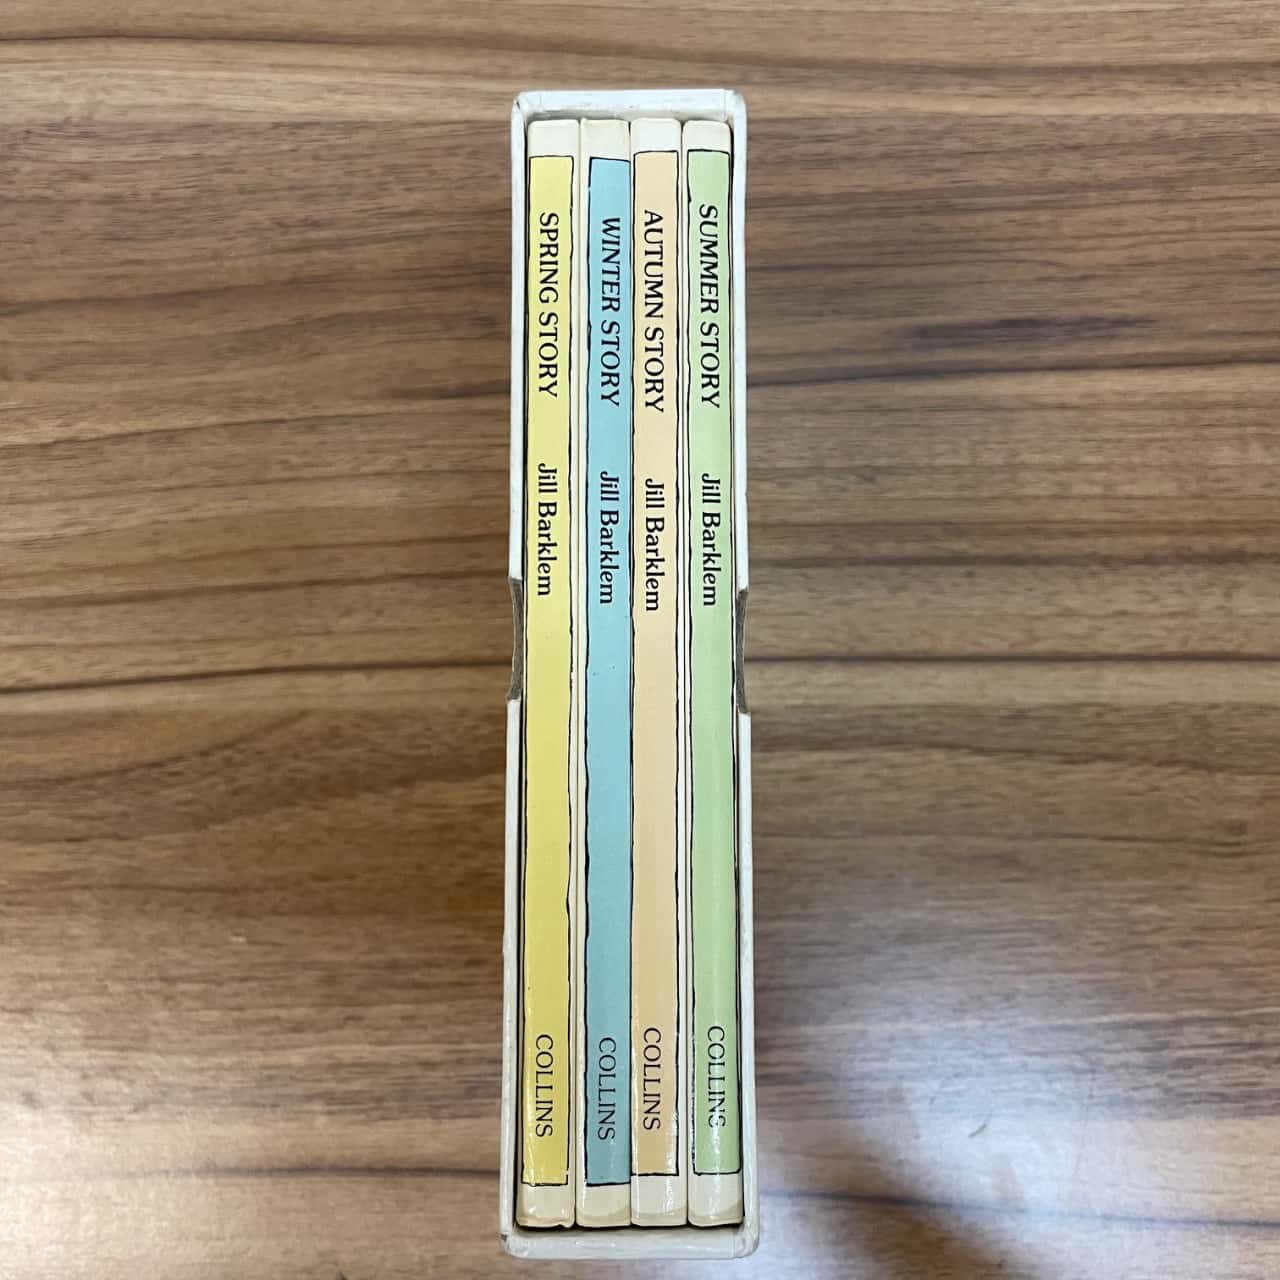 SPRING STORY Jill Barklem COLLINS
WINTER STORY Jill Barklem COLLINS
AUTUMN STORY Jill Barklem COLLINS
SUMMER STORY Jill Barklem COLLINS